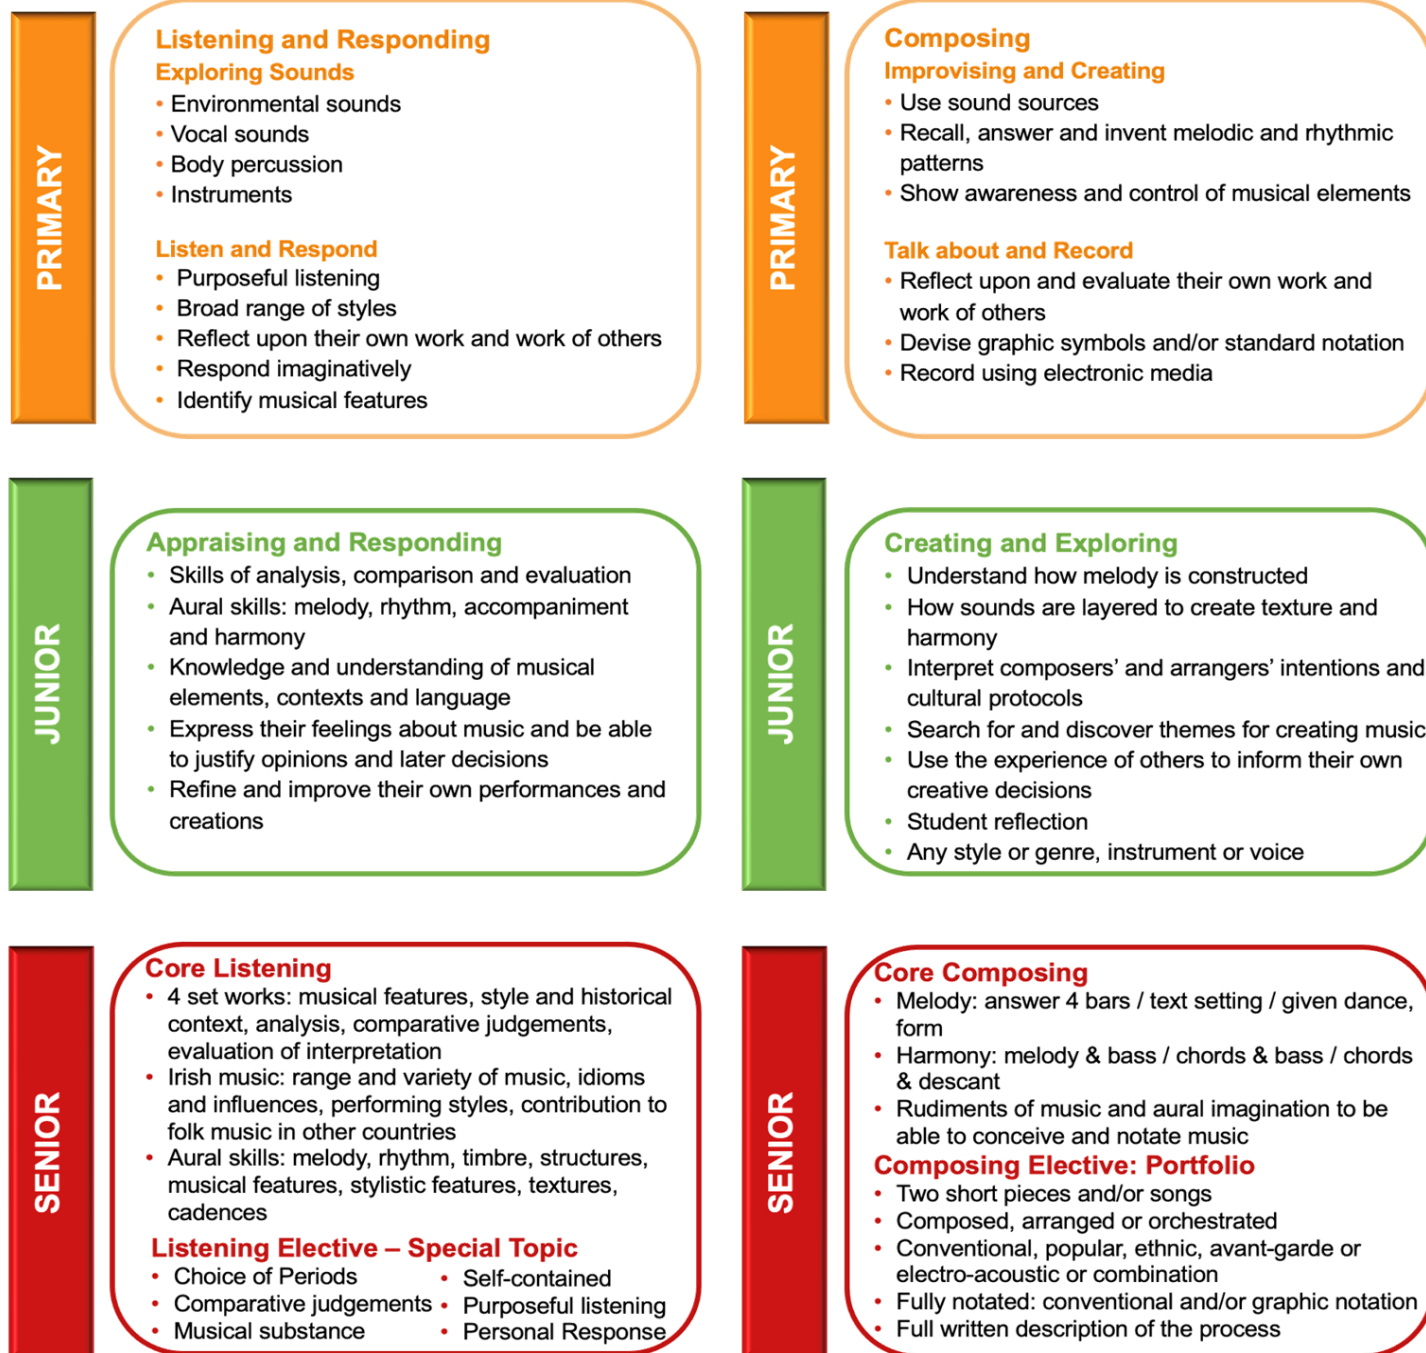 PRIMARY
Listening and Responding
Exploring Sounds
• Environmental sounds
• Vocal sounds
• Body percussion
• Instruments
Listen and Respond
• Purposeful listening
• Broad range of styles
• Reflect upon their own work and work of others
• Respond imaginatively
• Identify musical features
PRIMARY
Composing
Improvising and Creating
• Use sound sources
• Recall, answer and invent melodic and rhythmic
patterns
• Show awareness and control of musical elements
Talk about and Record
• Reflect upon and evaluate their own work and
work of others
• Devise graphic symbols and/or standard notation
• Record using electronic media
JUNIOR
Appraising and Responding
• Skills of analysis, comparison and evaluation
• Aural skills: melody, rhythm, accompaniment
and harmony
• Knowledge and understanding of musical
elements, contexts and language
• Express their feelings about music and be able
to justify opinions and later decisions
• Refine and improve their own performances and
creations
JUNIOR
Creating and Exploring
• Understand how melody is constructed
• How sounds are layered to create texture and
harmony
• Interpret composers’ and arrangers’ intentions and
cultural protocols
• Search for and discover themes for creating music
• Use the experience of others to inform their own
creative decisions
• Student reflection
• Any style or genre, instrument or voice
SENIOR
Core Listening
• 4 set works: musical features, style and historical
context, analysis, comparative judgements,
evaluation of interpretation
• Irish music: range and variety of music, idioms
and influences, performing styles, contribution to
folk music in other countries
• Aural skills: melody, rhythm, timbre, structures,
musical features, stylistic features, textures,
cadences
Listening Elective – Special Topic
• Choice of Periods
• Comparative judgements
• Musical substance
• Self-contained
• Purposeful listening
• Personal Response
SENIOR
Core Composing
• Melody: answer 4 bars / text setting / given dance,
form
• Harmony: melody & bass / chords & bass / chords
& descant
• Rudiments of music and aural imagination to be
able to conceive and notate music
Composing Elective: Portfolio
• Two short pieces and/or songs
• Composed, arranged or orchestrated
• Conventional, popular, ethnic, avant-garde or
electro-acoustic or combination
• Fully notated: conventional and/or graphic notation
• Full written description of the process